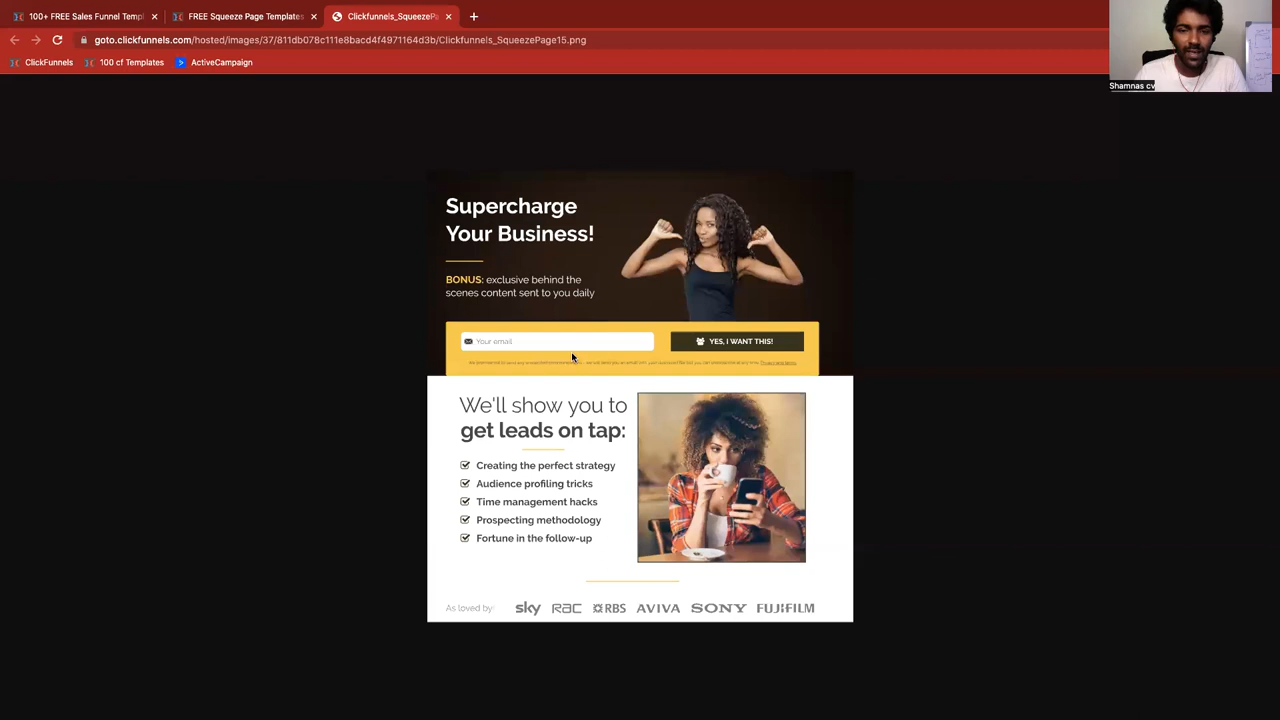 100+ FREE Sales Funnel Templ
FREE Squeeze Page Templates
Clickfunnels_SqueezePa
goto.clickfunnels.com/hosted/images/37/811db078c111e8bacd4f4971164d3b/Clickfunnels_SqueezePage15.png
ClickFunnels
100 cf Templates
ActiveCampaign
Shamnas cv
Supercharge
Your Business!
BONUS: exclusive behind the
scenes content sent to you daily
Your email
YES, I WANT THIS!
We'll show you to
get leads on tap:
Creating the perfect strategy
Audience profiling tricks
Time management hacks
Prospecting methodology
Fortune in the follow-up
As loved by:
sky RAC RBS AVIVA SONY FUJIFILM